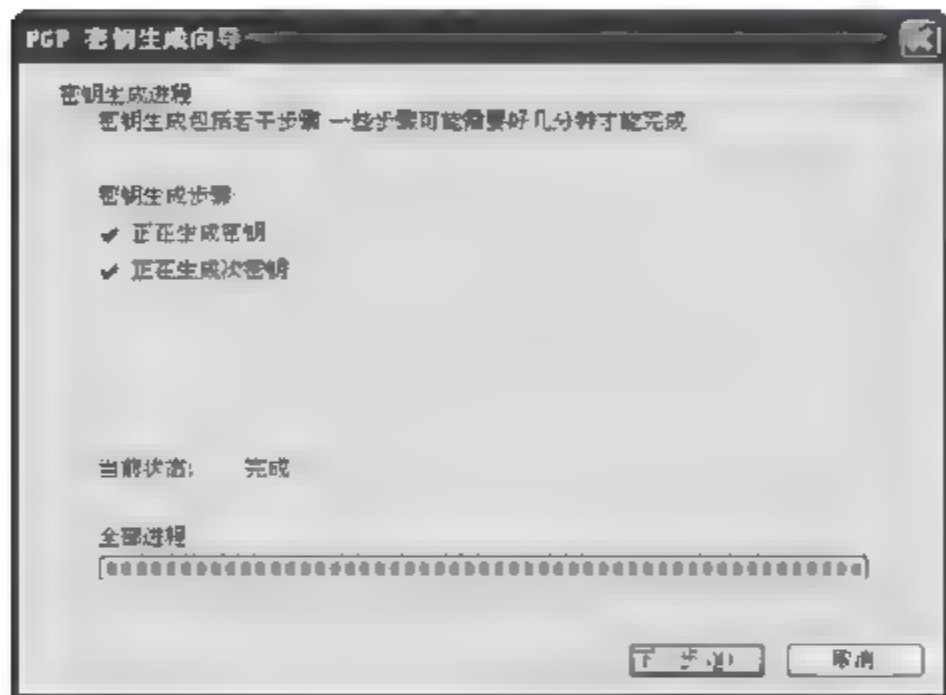 PGP 密钥生成向导
密钥生成进程
密钥生成包括若干步骤 一些步骤可能需要好几分钟才能完成
密钥生成步骤
正在生成密钥
正在生成次密钥
当前状态: 完成
全部进程
下一步(N)
取消